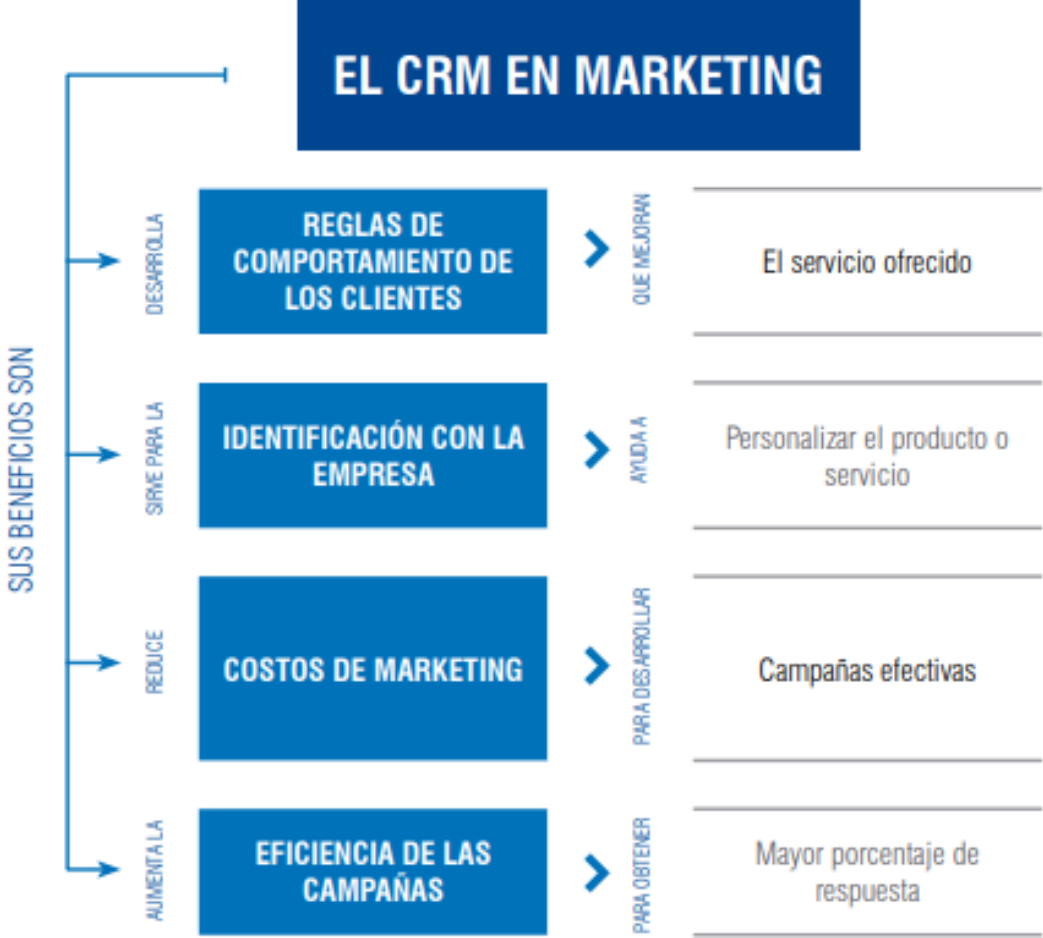 EL CRM EN MARKETING
SUS BENEFICIOS SON
DESARROLLA
REGLAS DE
COMPORTAMIENTO DE
LOS CLIENTES
QUE MEJORAN
El servicio ofrecido
SIRVE PARA LA
IDENTIFICACIÓN CON LA
EMPRESA
AYUDA A
Personalizar el producto o
servicio
REDUCE
COSTOS DE MARKETING
PARA DESARROLLAR
Campañas efectivas
AUMENTA LA
EFICIENCIA DE LAS
CAMPAÑAS
PARA OBTENER
Mayor porcentaje de
respuesta